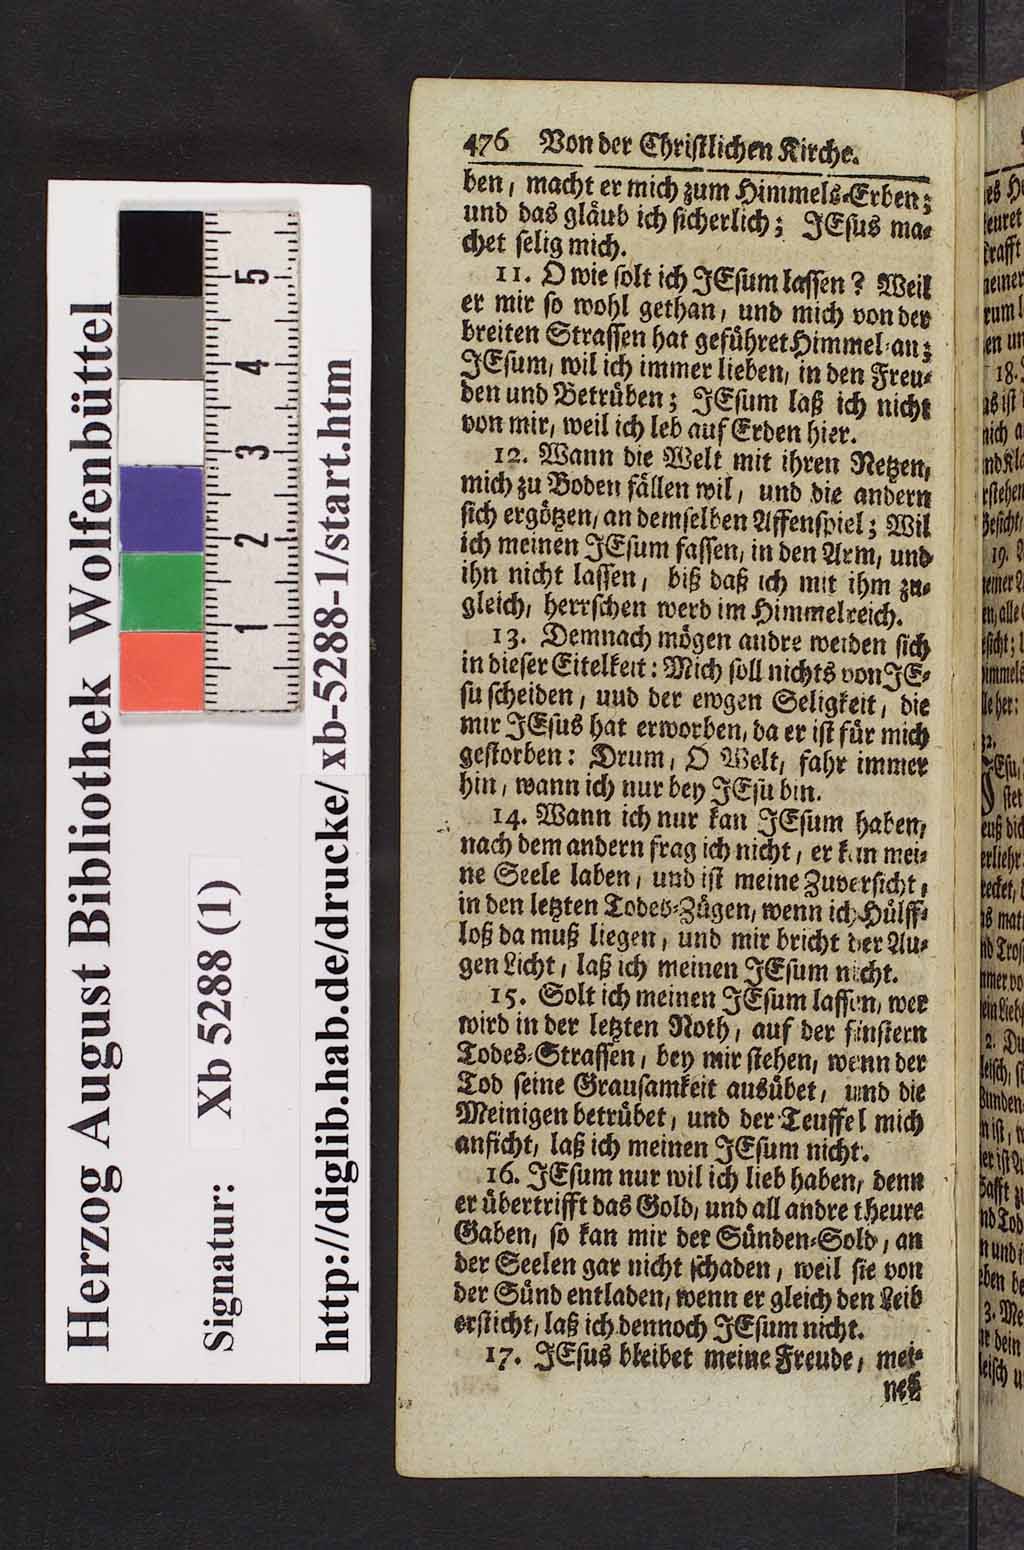 476 Von der Christlichen Kirche.
ben, macht er mich zum Himmels-Erben;
und das gläub ich sicherlich; JEsus ma-
chet selig mich.
11. O wie solt ich JEsum lassen? Weil
er mir so wohl gethan, und mich von der
breiten Strassen hat geführet Himmel-an;
JEsum, wil ich immer lieben, in den Freu-
den und Betrüben; JEsum laß ich nicht
von mir, weil ich leb auf Erden hier.
12. Wann die Welt mit ihren Netzen,
mich zu Boden fällen wil, und die andern
sich ergötzen, an demselben Affenspiel; Wil
ich meinen JEsum fassen, in den Arm, und
ihn nicht lassen, biß daß ich mit ihm zu-
gleich, herrschen werd im Himmelreich.
13. Demnach mögen andre weiden sich
in dieser Eitelkeit: Mich soll nichts von JE-
su scheiden, uud der ewgen Seligkeit, die
mir JEsus hat erworben, da er ist für mich
gestorben: Drum, O Welt, fahr immer
hin, wann ich nur bey JEsu bin.
14. Wann ich nur kan JEsum haben,
nach dem andern frag ich nicht, er kan mei-
ne Seele laben, und ist meine Zuversicht,
in den letzten Todes-Zügen, wenn ich Hülff-
loß da muß liegen, und mir bricht der Au-
gen Licht, laß ich meinen JEsum nicht.
15. Solt ich meinen JEsum lassen, wer
wird in der letzten Noth, auf der finstern
Todes-Strassen, bey mir stehen, wenn der
Tod seine Grausamkeit ausübet, und die
Meinigen betrübet, und der Teuffel mich
anficht, laß ich meinen JEsum nicht.
16. JEsum nur wil ich lieb haben, denn
er übertrifft das Gold, und all andre theure
Gaben, so kan mir der Sünden-Sold, an
der Seelen gar nicht schaden, weil sie von
der Sünd entladen, wenn er gleich den Leib
ersticht, laß ich dennoch JEsum nicht.
17. JEsus bleibet meine Freude, mei-
nes
Herzog August Bibliothek Wolfenbüttel
Signatur: Xb 5288 (1)
http://diglib.hab.de/drucke/ xb-5288-1/start.htm
5
4
3
2
1